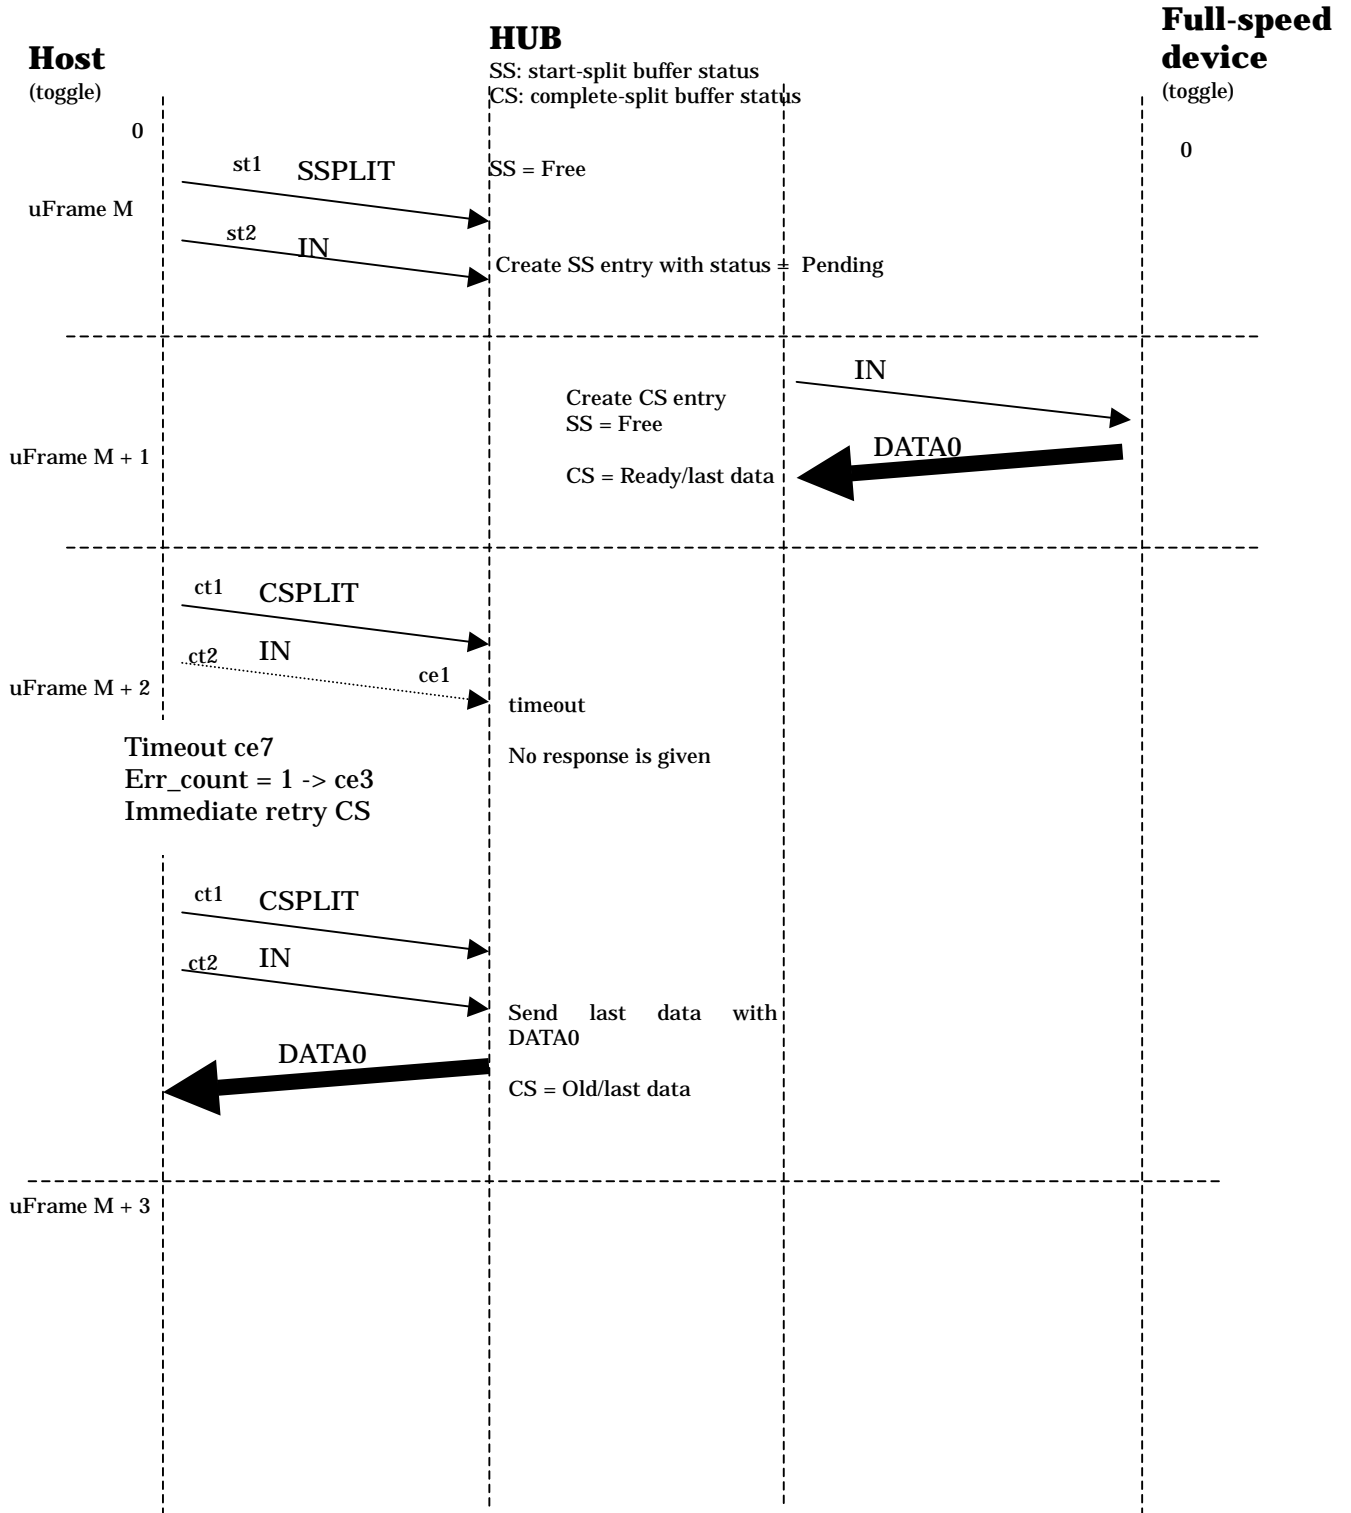 Full-speed
device
(toggle)
HUB
SS: start-split buffer status
CS: complete-split buffer status
Host
(toggle)
0
0
st1 SSPLIT
SS = Free
uFrame M
st2 IN
Create SS entry with status = Pending
IN
Create CS entry
SS = Free
DATA0
uFrame M + 1
CS = Ready/last data
ct1 CSPLIT
ct2 IN
ce1
uFrame M + 2
timeout
No response is given
Timeout ce7
Err_count = 1 -> ce3
Immediate retry CS
ct1 CSPLIT
ct2 IN
Send last data with
DATA0
DATA0
CS = Old/last data
uFrame M + 3